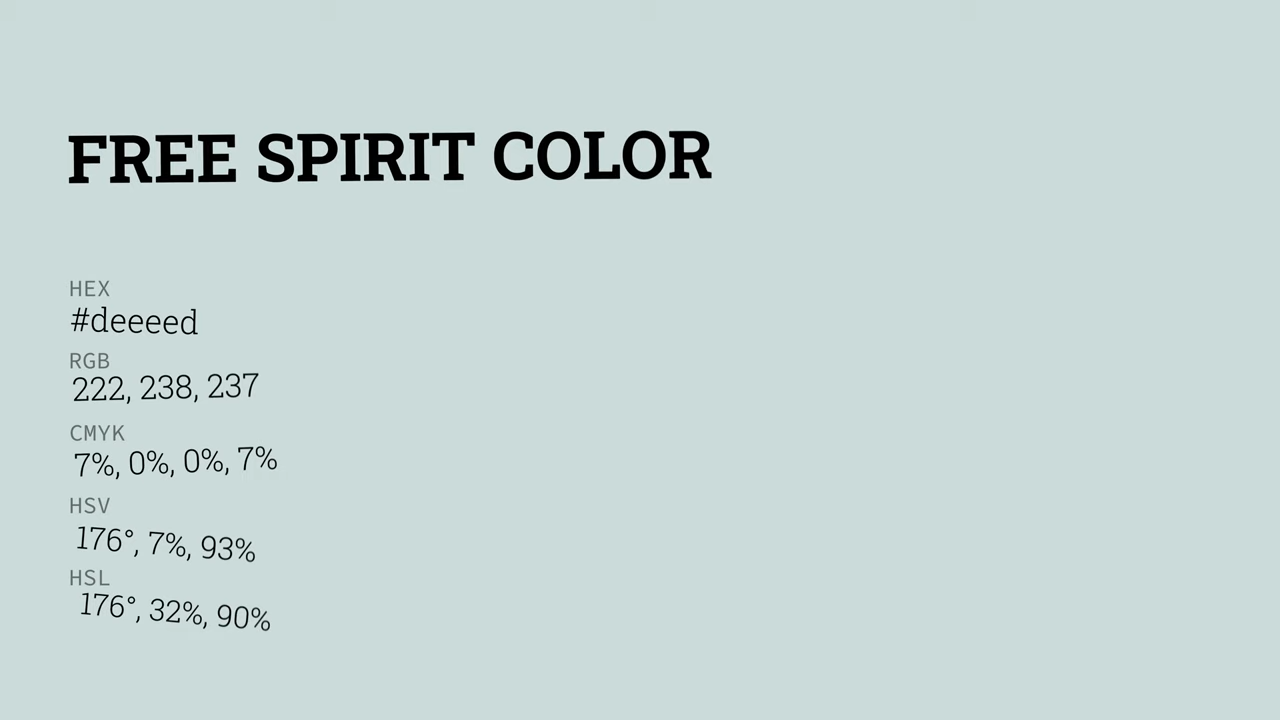 FREE SPIRIT COLOR
HEX
#deeeed
RGB
222, 238, 237
CMYK
7%, 0%, 0%, 7%
HSV
176°, 7%, 93%
HSL
176°, 32%, 90%